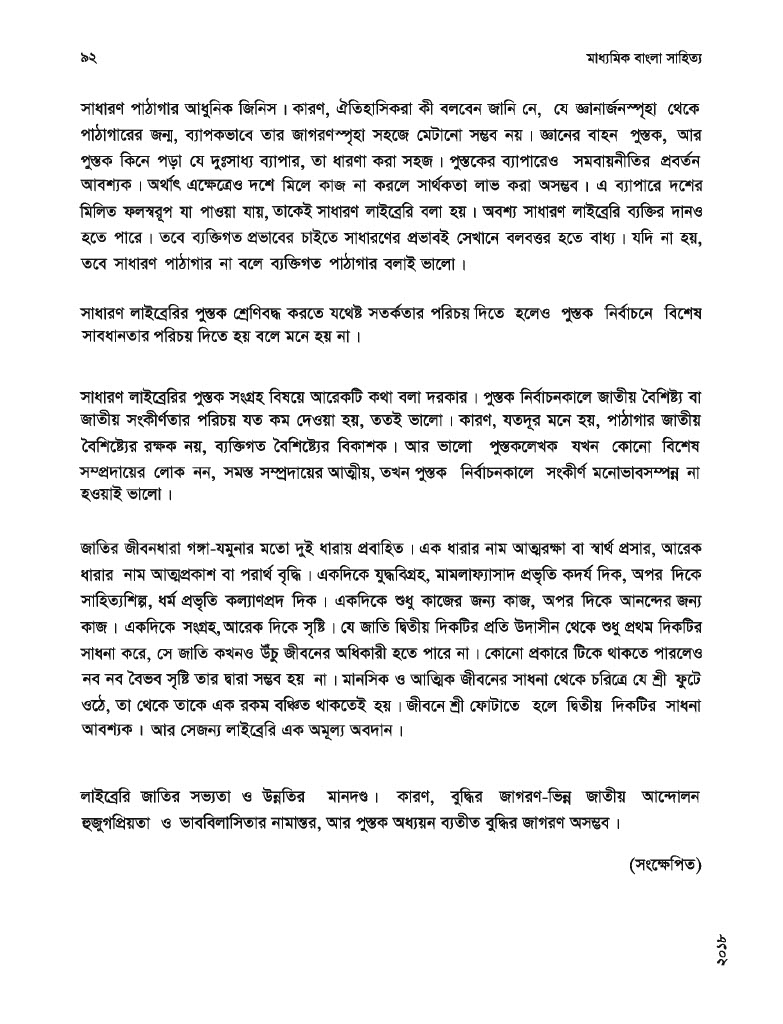 ৯২
মাধ্যমিক বাংলা সাহিত্য
সাধারণ পাঠাগার আধুনিক জিনিস। কারণ, ঐতিহাসিকরা কী বলবেন জানি নে, যে জ্ঞানার্জনস্পৃহা থেকে
পাঠাগারের জন্ম, ব্যাপকভাবে তার জাগরণস্পৃহা সহজে মেটানো সম্ভব নয়। জ্ঞানের বাহন পুস্তক, আর
পুস্তক কিনে পড়া যে দুঃসাধ্য ব্যাপার, তা ধারণা করা সহজ। পুস্তকের ব্যাপারেও সমবায়নীতির প্রবর্তন
আবশ্যক। অর্থাৎ এক্ষেত্রেও দশে মিলে কাজ না করলে সার্থকতা লাভ করা অসম্ভব। এ ব্যাপারে দশের
মিলিত ফলস্বরূপ যা পাওয়া যায়, তাকেই সাধারণ লাইব্রেরি বলা হয়। অবশ্য সাধারণ লাইব্রেরি ব্যক্তির দানও
হতে পারে। তবে ব্যক্তিগত প্রভাবের চাইতে সাধারণের প্রভাবই সেখানে বলবত্তর হতে বাধ্য। যদি না হয়,
তবে সাধারণ পাঠাগার না বলে ব্যক্তিগত পাঠাগার বলাই ভালো।
সাধারণ লাইব্রেরির পুস্তক শ্রেণিবদ্ধ করতে যথেষ্ট সতর্কতার পরিচয় দিতে হলেও পুস্তক নির্বাচনে বিশেষ
সাবধানতার পরিচয় দিতে হয় বলে মনে হয় না।
সাধারণ লাইব্রেরির পুস্তক সংগ্রহ বিষয়ে আরেকটি কথা বলা দরকার। পুস্তক নির্বাচনকালে জাতীয় বৈশিষ্ট্য বা
জাতীয় সংকীর্ণতার পরিচয় যত কম দেওয়া হয়, ততই ভালো। কারণ, যতদূর মনে হয়, পাঠাগার জাতীয়
বৈশিষ্ট্যের রক্ষক নয়, ব্যক্তিগত বৈশিষ্ট্যের বিকাশক। আর ভালো পুস্তকলেখক যখন কোনো বিশেষ
সম্প্রদায়ের লোক নন, সমস্ত সম্প্রদায়ের আত্মীয়, তখন পুস্তক নির্বাচনকালে সংকীর্ণ মনোভাবসম্পন্ন না
হওয়াই ভালো।
জাতির জীবনধারা গঙ্গা-যমুনার মতো দুই ধারায় প্রবাহিত। এক ধারার নাম আত্মরক্ষা বা স্বার্থ প্রসার, আরেক
ধারার নাম আত্মপ্রকাশ বা পরার্থ বৃদ্ধি। একদিকে যুদ্ধবিগ্রহ, মামলাফ্যাসাদ প্রভৃতি কদর্য দিক, অপর দিকে
সাহিত্যশিল্প, ধর্ম প্রভৃতি কল্যাণপ্রদ দিক। একদিকে শুধু কাজের জন্য কাজ, অপর দিকে আনন্দের জন্য
কাজ। একদিকে সংগ্রহ, আরেক দিকে সৃষ্টি। যে জাতি দ্বিতীয় দিকটির প্রতি উদাসীন থেকে শুধু প্রথম দিকটির
সাধনা করে, সে জাতি কখনও উঁচু জীবনের অধিকারী হতে পারে না। কোনো প্রকারে টিকে থাকতে পারলেও
নব নব বৈভব সৃষ্টি তার দ্বারা সম্ভব হয় না। মানসিক ও আত্মিক জীবনের সাধনা থেকে চরিত্রে যে শ্রী ফুটে
ওঠে, তা থেকে তাকে এক রকম বঞ্চিত থাকতেই হয়। জীবনে শ্রী ফোটাতে হলে দ্বিতীয় দিকটির সাধনা
আবশ্যক। আর সেজন্য লাইব্রেরি এক অমূল্য অবদান।
লাইব্রেরি জাতির সভ্যতা ও উন্নতির মানদণ্ড। কারণ, বুদ্ধির জাগরণ-ভিন্ন জাতীয় আন্দোলন
হুজুগপ্রিয়তা ও ভাববিলাসিতার নামান্তর, আর পুস্তক অধ্যয়ন ব্যতীত বুদ্ধির জাগরণ অসম্ভব।
(সংক্ষেপিত)
২০১৮